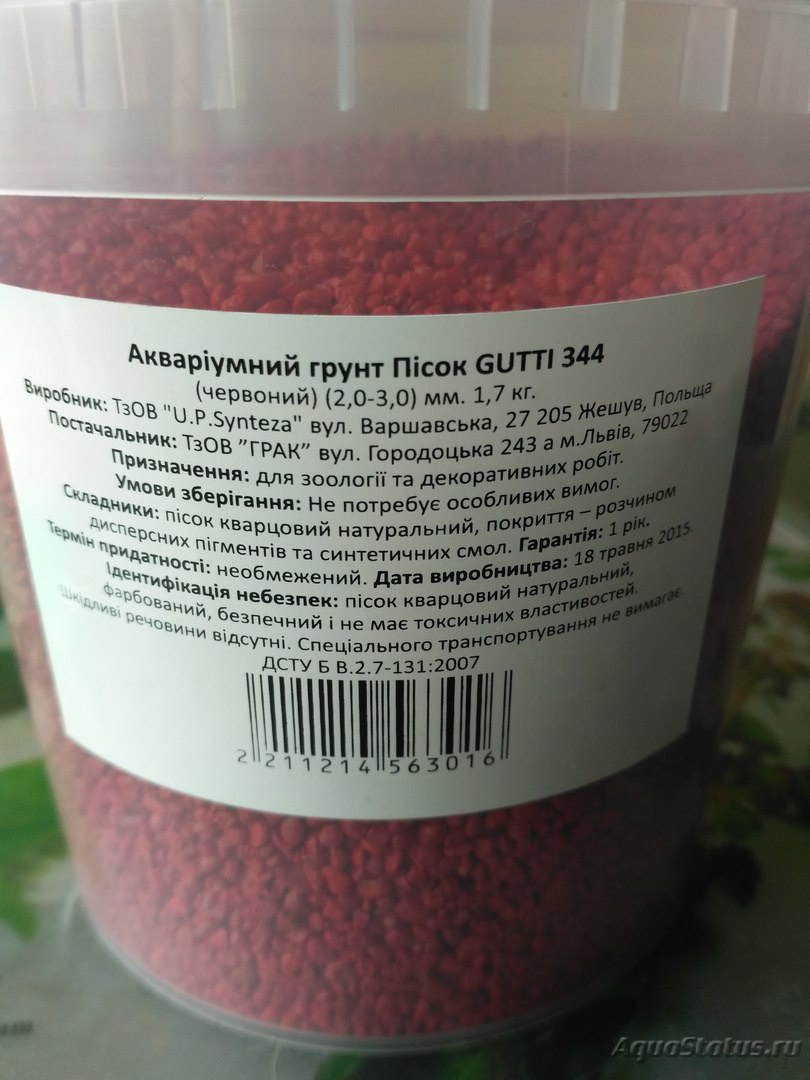 Акваріумний грунт Пісок GUTTI 344
(червоний) (2,0-3,0) мм. 1,7 кг.
Виробник: ТзОВ "U.P.Synteza" вул. Варшавська, 27 205 Жешув, Польща
Постачальник: ТзОВ "ГРАК" вул. Городоцька 243 а м.Львів, 79022
Призначення: для зоології та декоративних робіт.
Умови зберігання: Не потребує особливих вимог.
Складники: пісок кварцовий натуральний, покриття – розчином
дисперсних пігментів та синтетичних смол. Гарантія: 1 рік.
Термін придатності: необмежений. Дата виробництва: 18 травня 2015.
Ідентифікація небезпек: пісок кварцовий натуральний,
фарбований, безпечний і не має токсичних властивостей.
Шкідливі речовини відсутні. Спеціального транспортування не вимагає.
ДСТУ Б В.2.7-131:2007
2 211214 563016
AquaStatus.ru